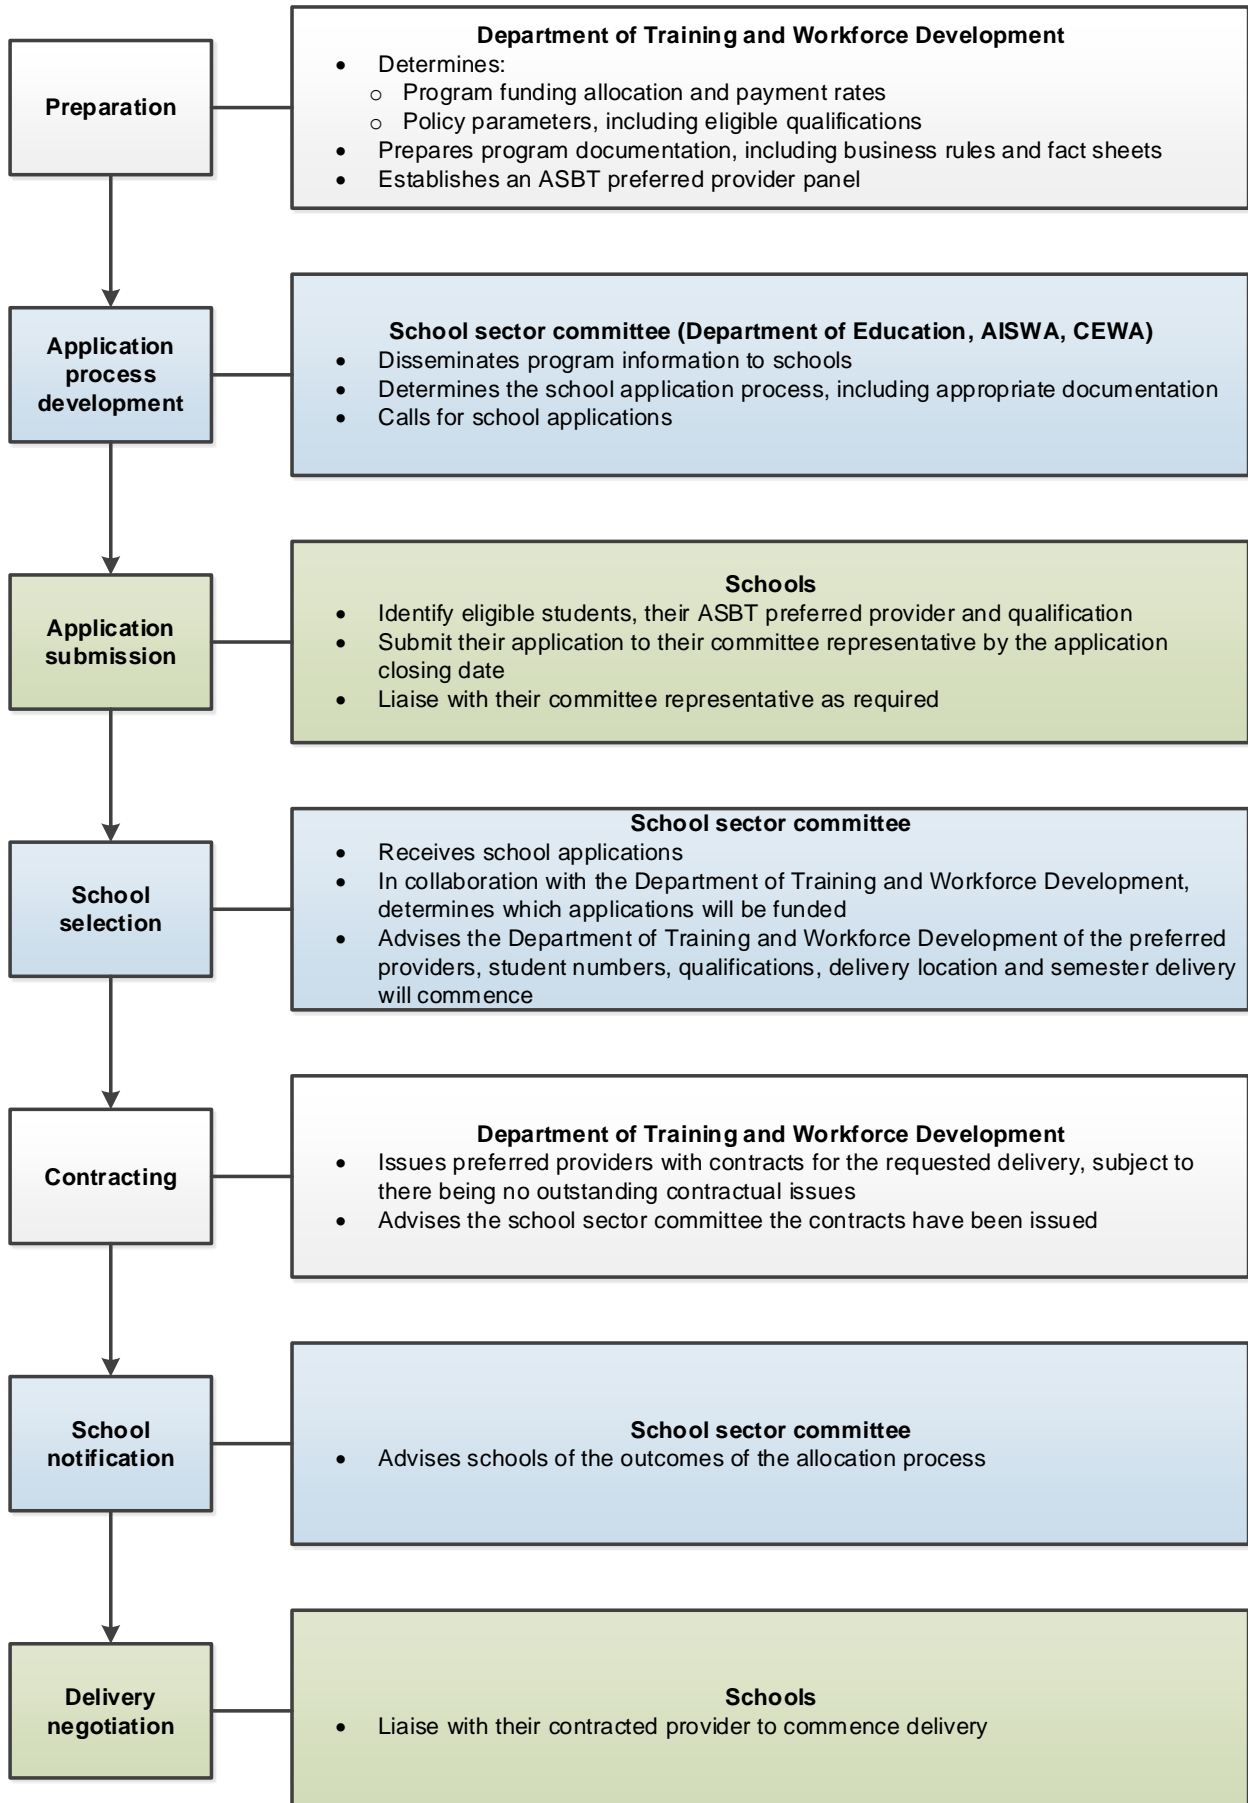 Preparation
Department of Training and Workforce Development
• Determines:
o Program funding allocation and payment rates
o Policy parameters, including eligible qualifications
• Prepares program documentation, including business rules and fact sheets
• Establishes an ASBT preferred provider panel
Application
process
development
School sector committee (Department of Education, AISWA, CEWA)
• Disseminates program information to schools
• Determines the school application process, including appropriate documentation
• Calls for school applications
Application
submission
Schools
• Identify eligible students, their ASBT preferred provider and qualification
• Submit their application to their committee representative by the application
closing date
• Liaise with their committee representative as required
School
selection
School sector committee
• Receives school applications
• In collaboration with the Department of Training and Workforce Development,
determines which applications will be funded
• Advises the Department of Training and Workforce Development of the preferred
providers, student numbers, qualifications, delivery location and semester delivery
will commence
Contracting
Department of Training and Workforce Development
• Issues preferred providers with contracts for the requested delivery, subject to
there being no outstanding contractual issues
• Advises the school sector committee the contracts have been issued
School
notification
School sector committee
• Advises schools of the outcomes of the allocation process
Delivery
negotiation
Schools
• Liaise with their contracted provider to commence delivery